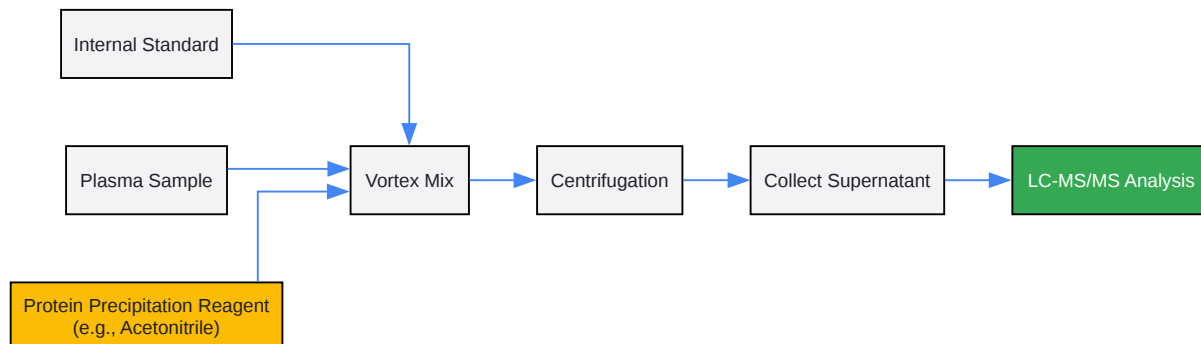 Internal Standard
Plasma Sample
Vortex Mix
Centrifugation
Collect Supernatant
LC-MS/MS Analysis
Protein Precipitation Reagent
(e.g., Acetonitrile)